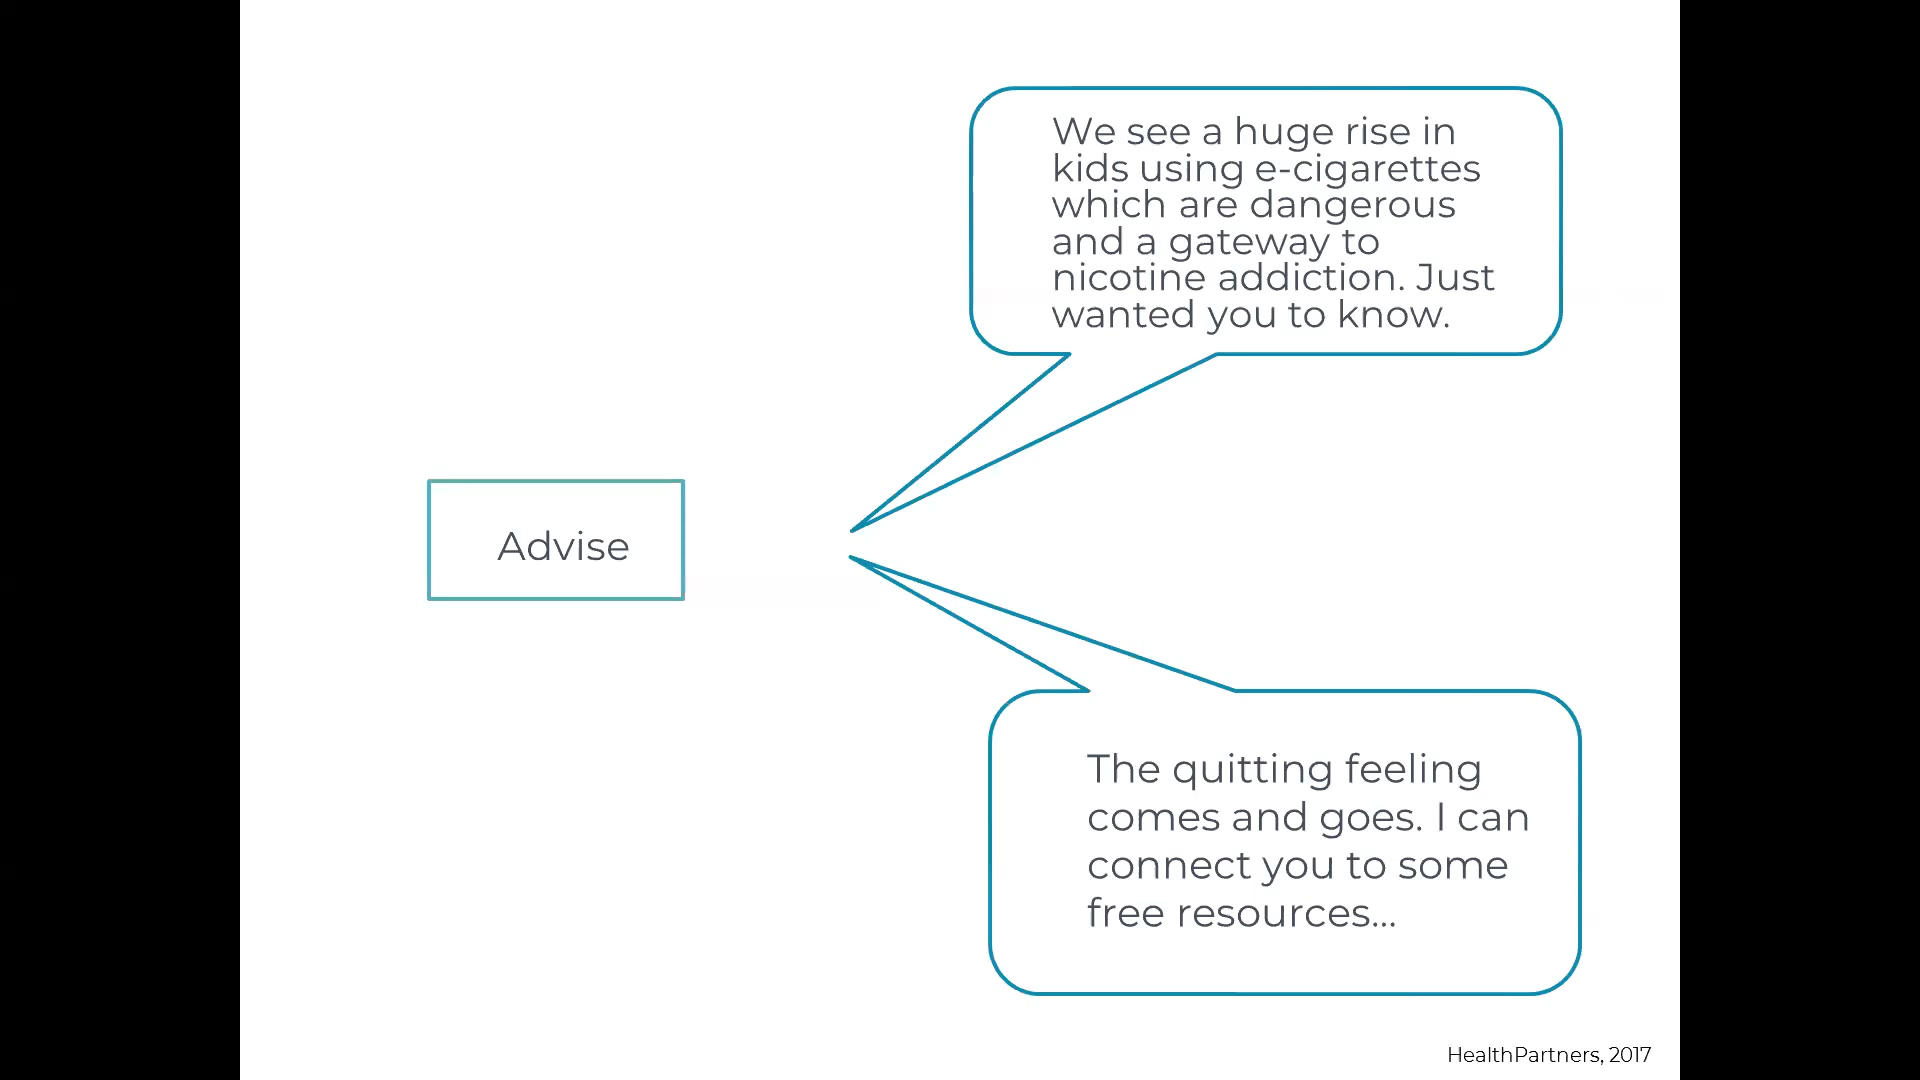 We see a huge rise in
kids using e-cigarettes
which are dangerous
and a gateway to
nicotine addiction. Just
wanted you to know.
Advise
The quitting feeling
comes and goes. I can
connect you to some
free resources...
HealthPartners, 2017